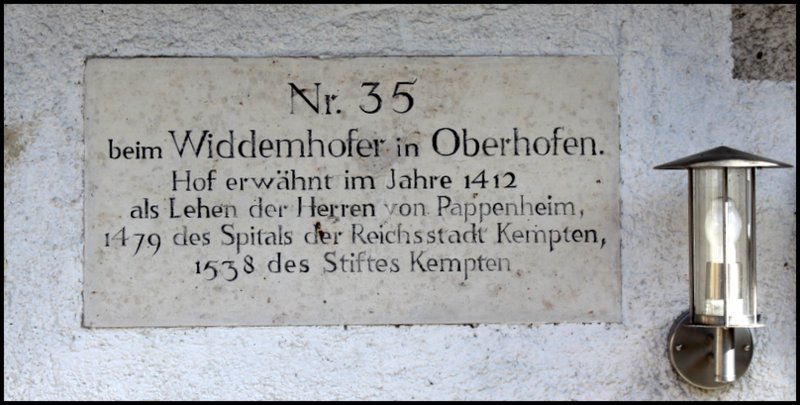 Nr. 35
beim Widdemhofer in Oberhofen.
Hof erwähnt im Jahre 1412
als Lehen der Herren von Pappenheim,
1479 des Spitals der Reichsstadt Kempten,
1538 des Stiftes Kempten